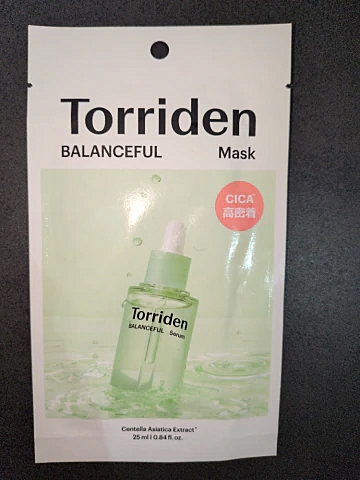 Torriden
BALANCEFUL Mask
CICA*
高密着
Torriden
BALANCEFUL Serum
Centella Asiatica Extract*
25 ml | 0.84 fl. oz.